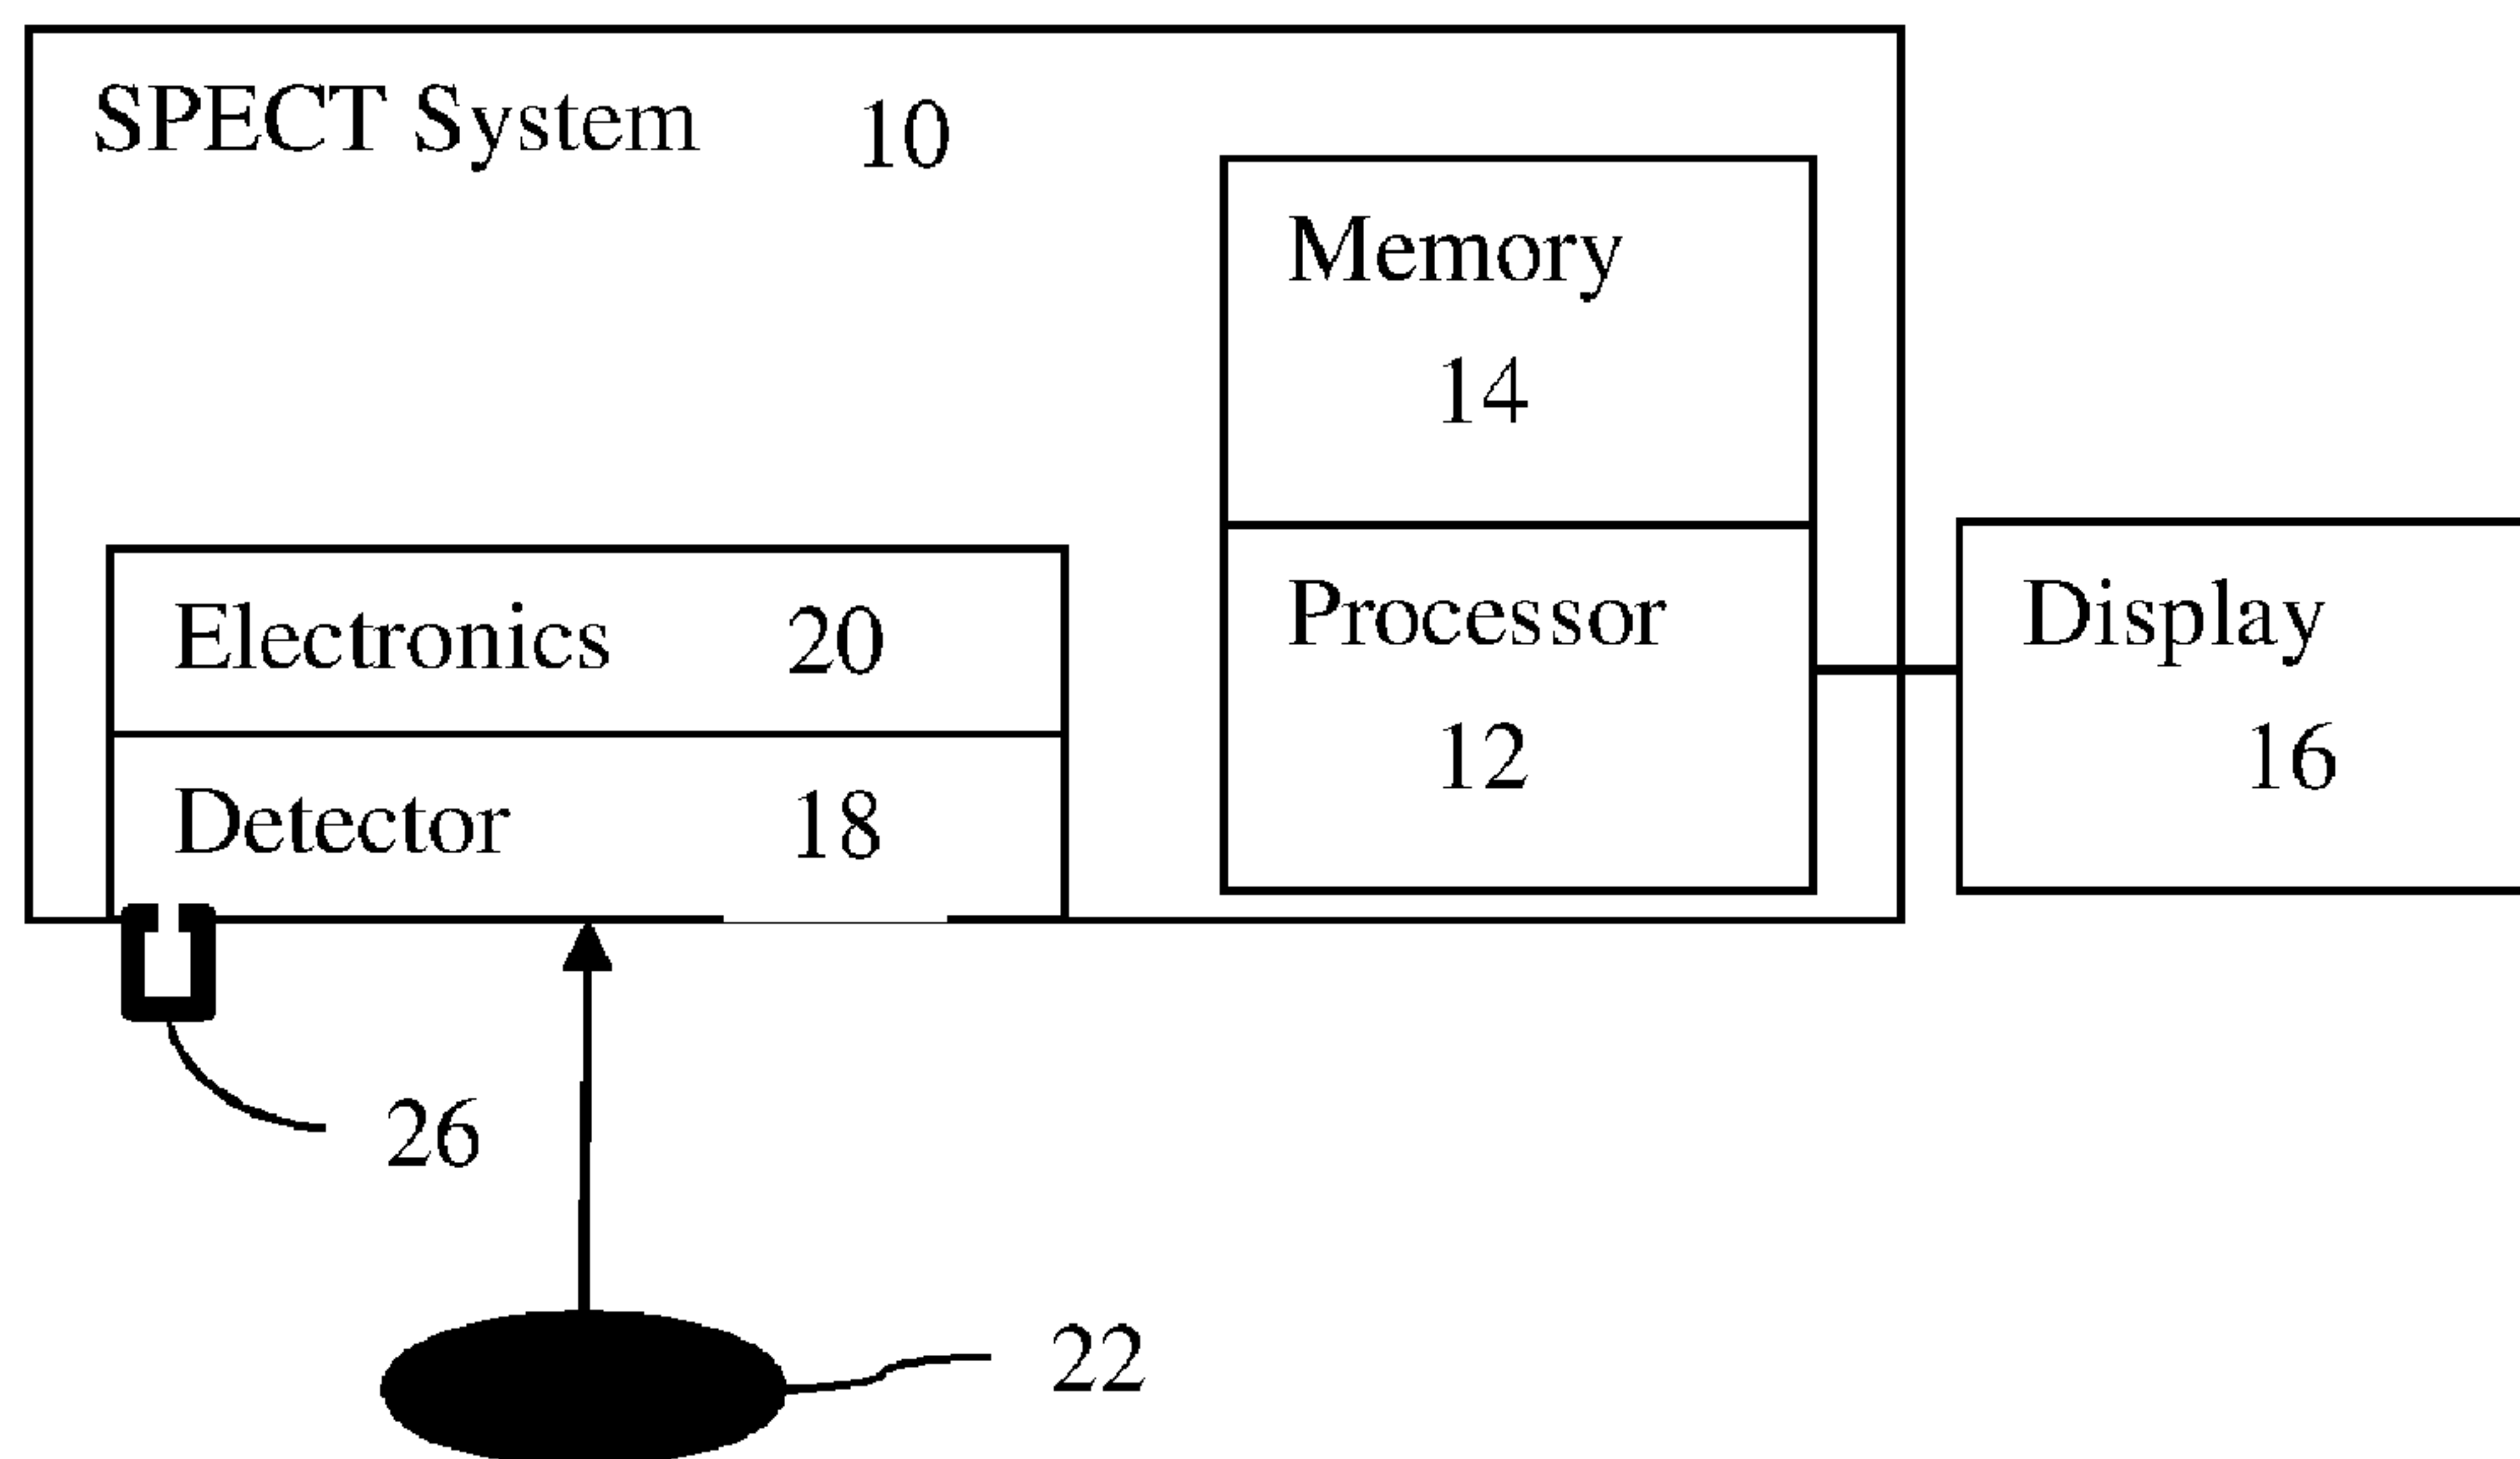 SPECT System 10
Memory
14
Electronics 20
Detector 18
Processor
12
Display
16
26
22